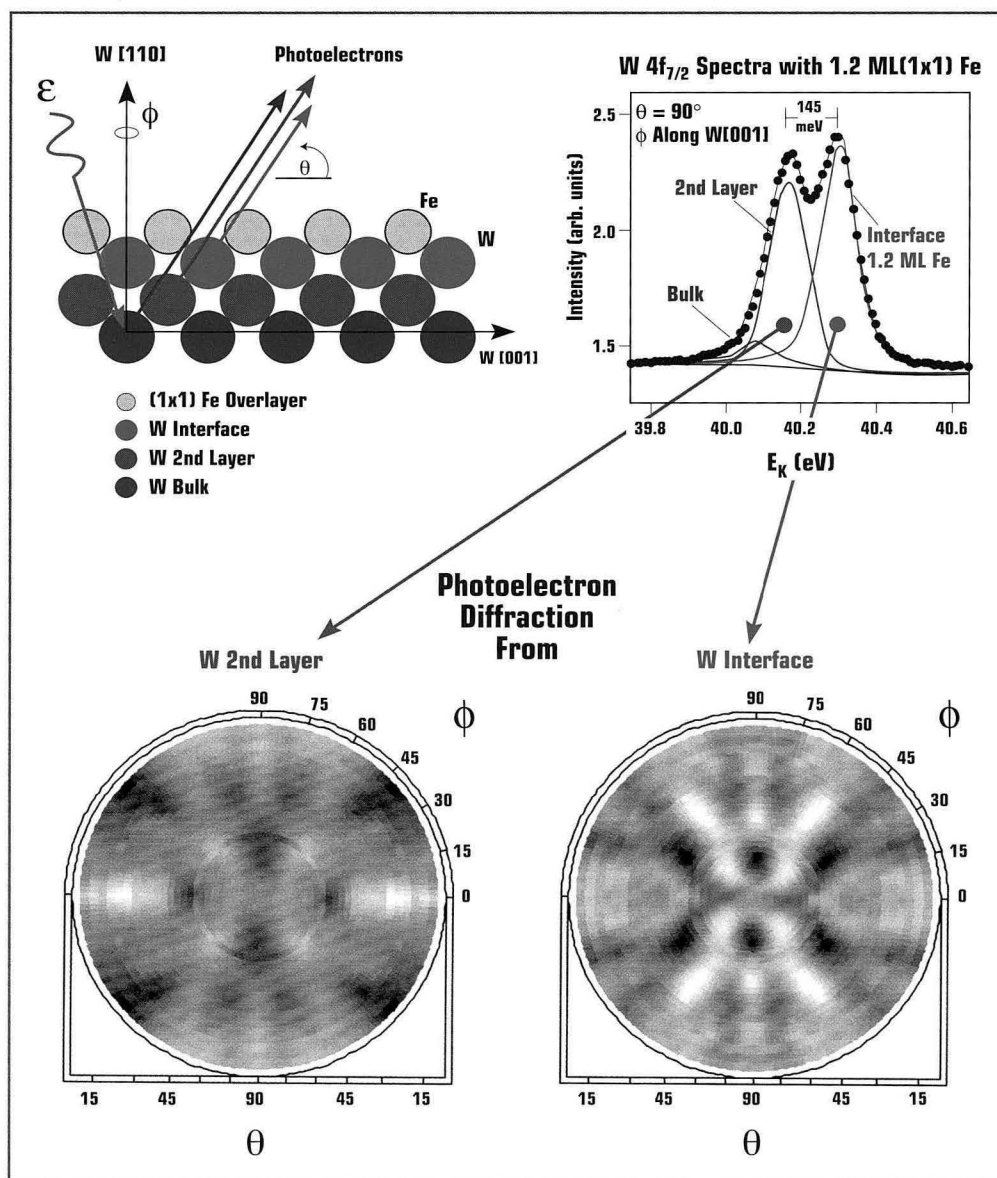 W [110]
Photoelectrons
ε
ϕ
θ
Fe
W
W [001]
(1x1) Fe Overlayer
W Interface
W 2nd Layer
W Bulk
W 4f7/2 Spectra with 1.2 ML(1x1) Fe
θ = 90°
ϕ Along W[001]
145
meV
2nd Layer
Interface
1.2 ML Fe
Bulk
Intensity (arb. units)
2.5
2.0
1.5
39.8 40.0 40.2 40.4 40.6
EK (eV)
Photoelectron
Diffraction
From
W 2nd Layer
90 75 60 45 30 15 0
ϕ
15 45 90 45 15
θ
W Interface
90 75 60 45 30 15 0
ϕ
15 45 90 45 15
θ